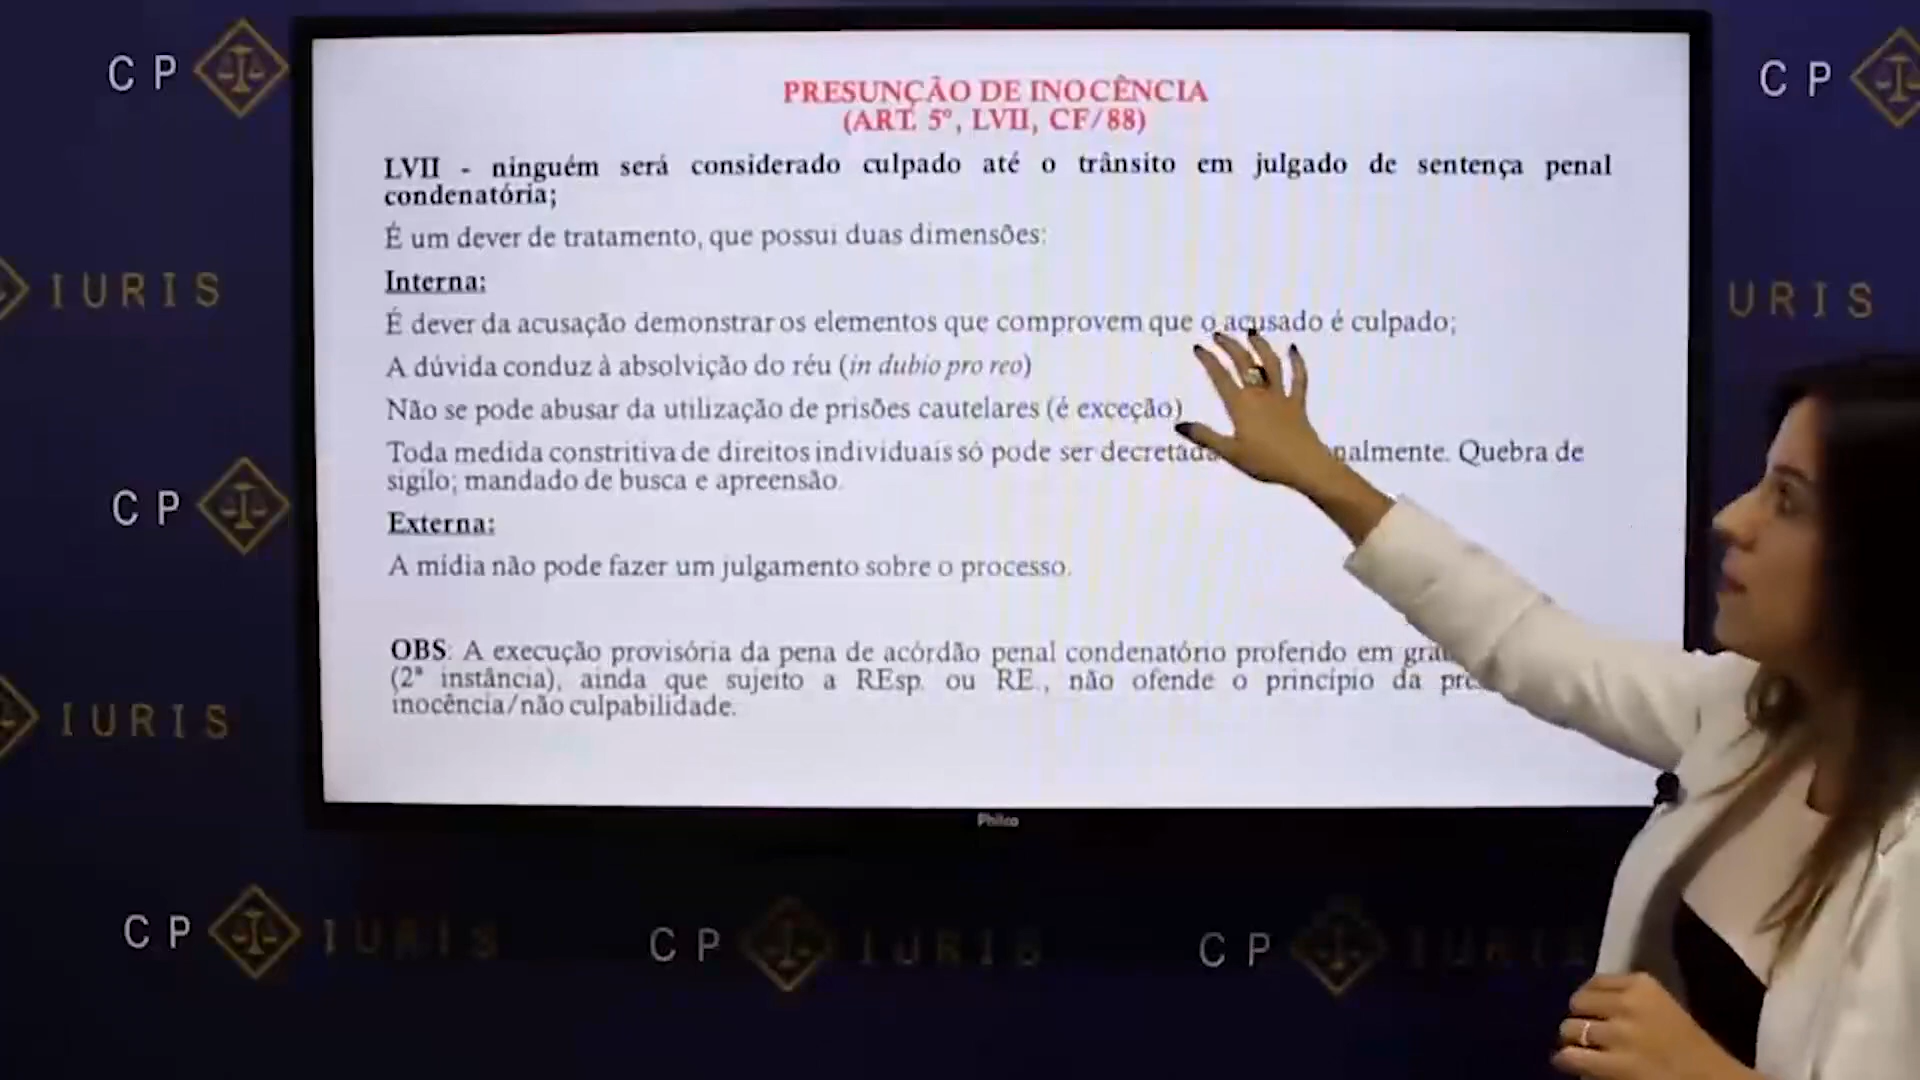 PRESUNÇÃO DE INOCÊNCIA
(ART. 5º, LVII, CF/88)
LVII - ninguém será considerado culpado até o trânsito em julgado de sentença penal
condenatória;
É um dever de tratamento, que possui duas dimensões:
Interna:
É dever da acusação demonstrar os elementos que comprovem que o acusado é culpado;
A dúvida conduz à absolvição do réu (in dubio pro reo)
Não se pode abusar da utilização de prisões cautelares (é exceção)
Toda medida constritiva de direitos individuais só pode ser nalmente. Quebra de
sigilo; mandado de busca e apreensão.
Externa:
A mídia não pode fazer um julgamento sobre o processo.
OBS: A execução provisória da pena de acórdão penal condenatório proferido em
(2ª instância), ainda que sujeito a REsp. ou RE., não ofende o princípio da
inocência/não culpabilidade.
Philco
CP
CP
IURIS
URIS
CP
IURIS
CP IURIS
CP IURIS
CP IURIS